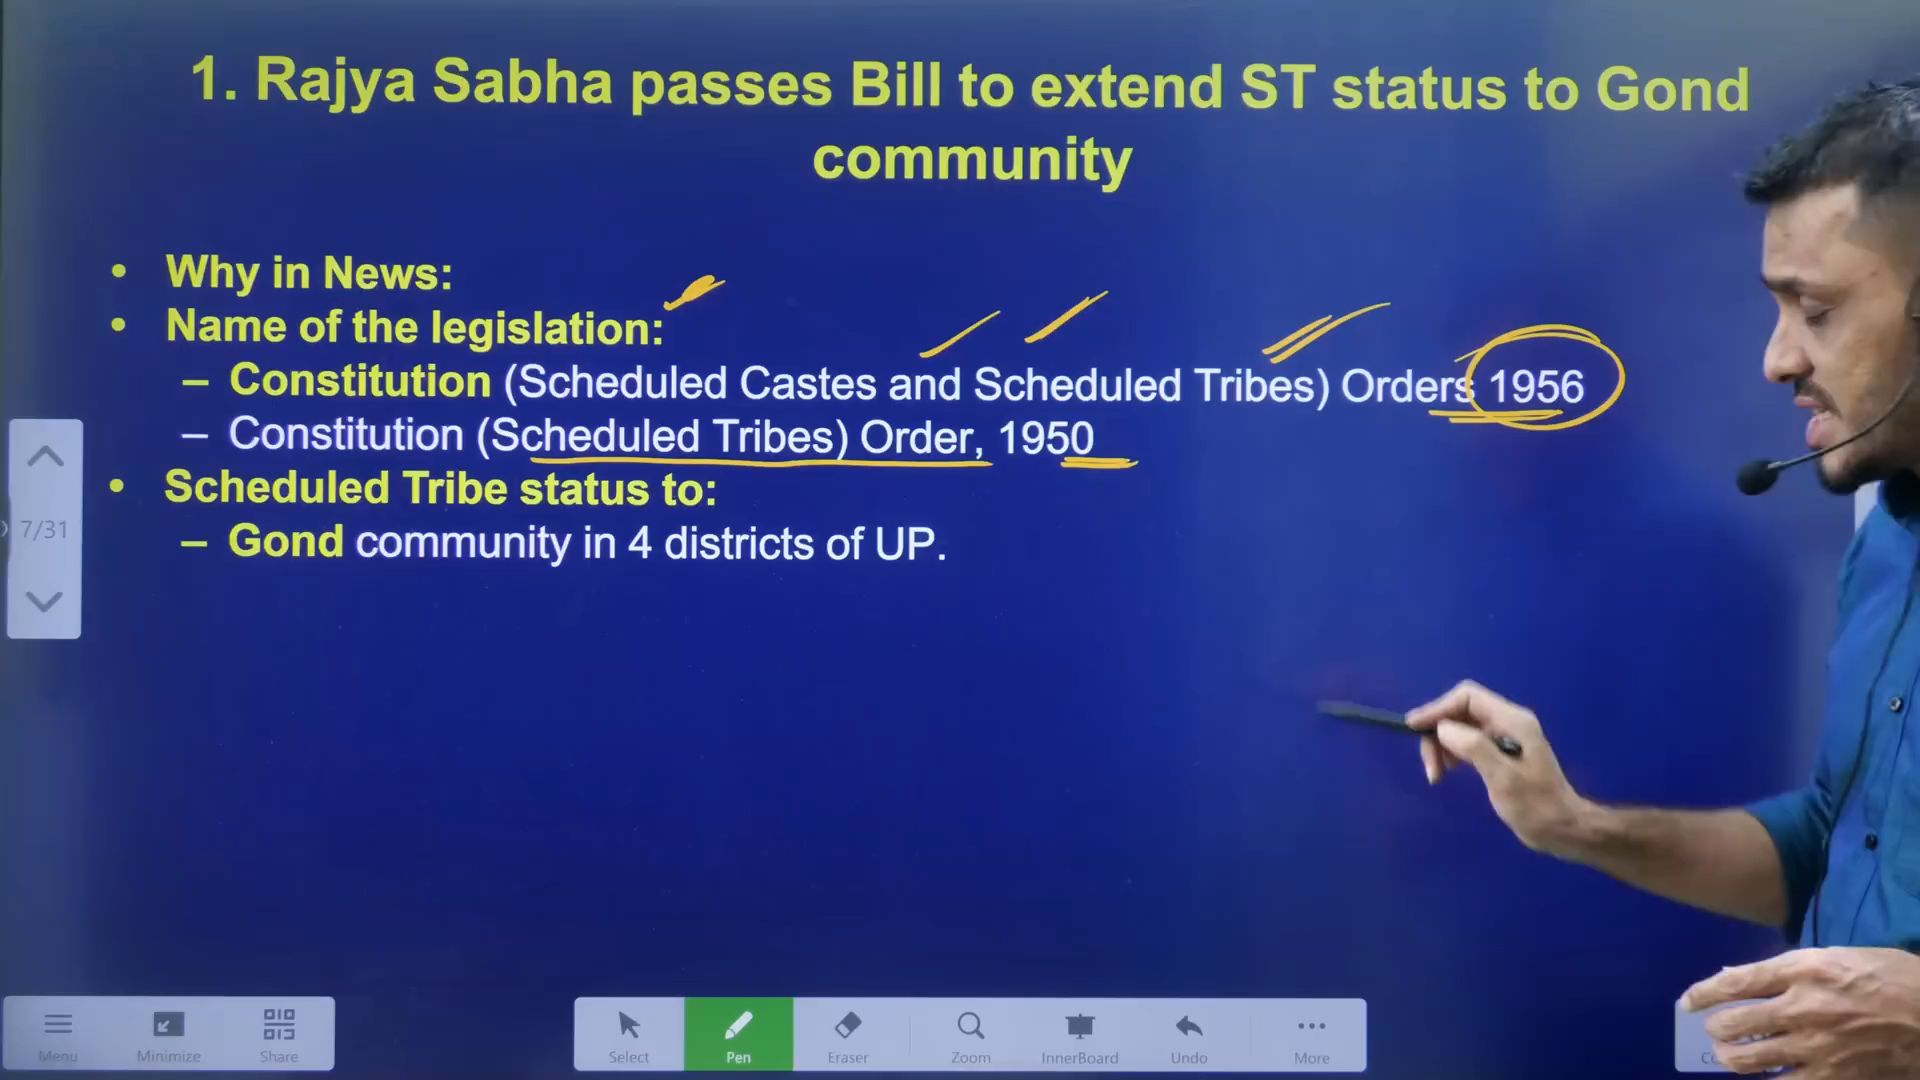 1. Rajya Sabha passes Bill to extend ST status to Gond
community
• Why in News:
• Name of the legislation:
– Constitution (Scheduled Castes and Scheduled Tribes) Orders 1956
– Constitution (Scheduled Tribes) Order, 1950
• Scheduled Tribe status to:
– Gond community in 4 districts of UP.
7/31
Menu Minimize Share Select Pen Eraser Zoom InnerBoard Undo More